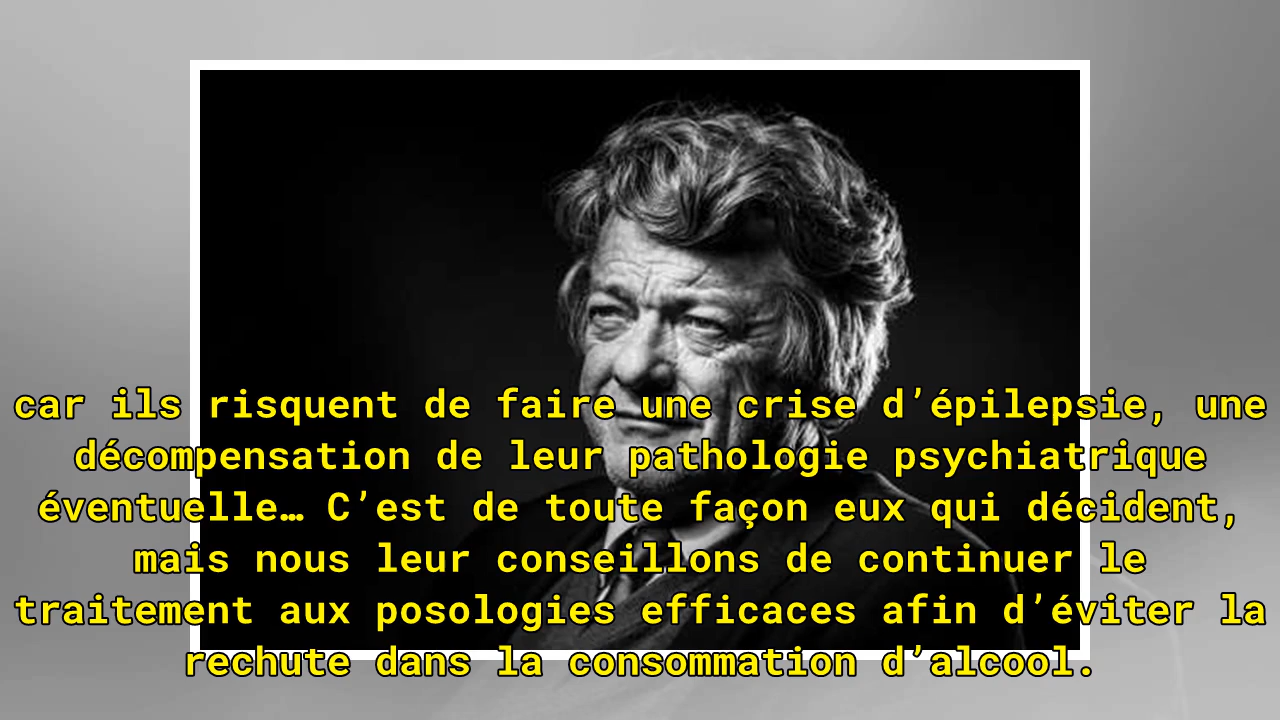 car ils risquent de faire une crise d’épilepsie, une
décompensation de leur pathologie psychiatrique
éventuelle… C’est de toute façon eux qui décident,
mais nous leur conseillons de continuer le
traitement aux posologies efficaces afin d’éviter la
rechute dans la consommation d’alcool.